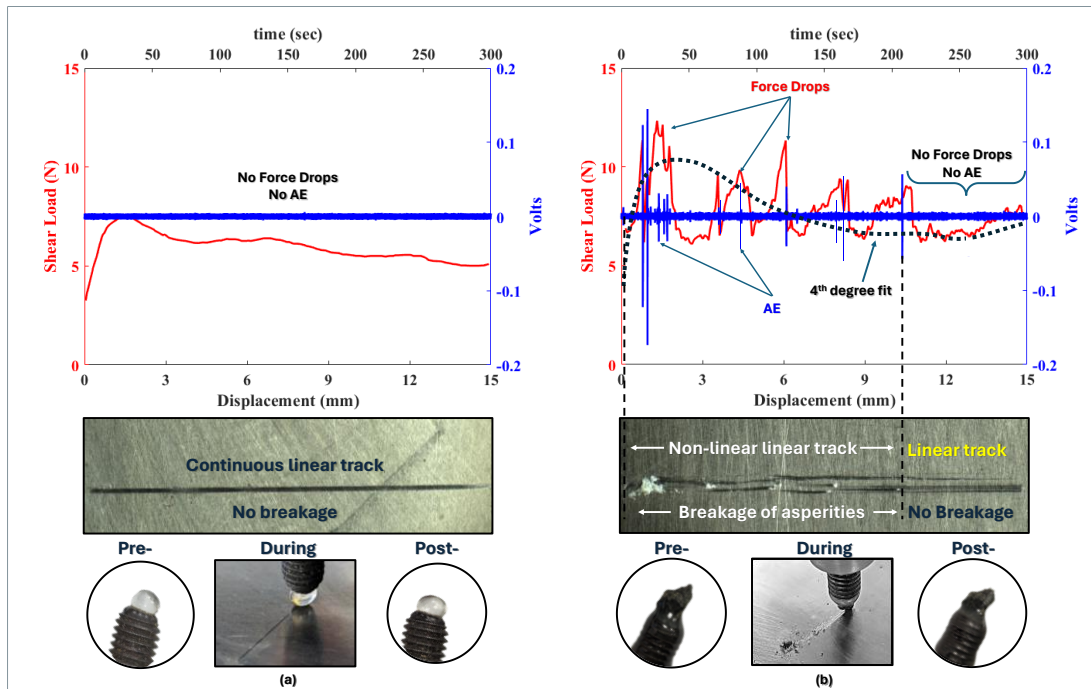 time (sec)
0 50 100 150 200 250 300
15
10
5
0
Shear Load (N)
0.2
0.1
0
-0.1
-0.2
Volts
No Force Drops
No AE
0 3 6 9 12 15
Displacement (mm)
Continuous linear track
No breakage
Pre-
During
Post-
(a)
time (sec)
0 50 100 150 200 250 300
15
10
5
0
Shear Load (N)
0.2
0.1
0
-0.1
-0.2
Volts
Force Drops
No Force Drops
No AE
4th degree fit
AE
0 3 6 9 12 15
Displacement (mm)
Non-linear linear track
Linear track
Breakage of asperities
No Breakage
Pre-
During
Post-
(b)